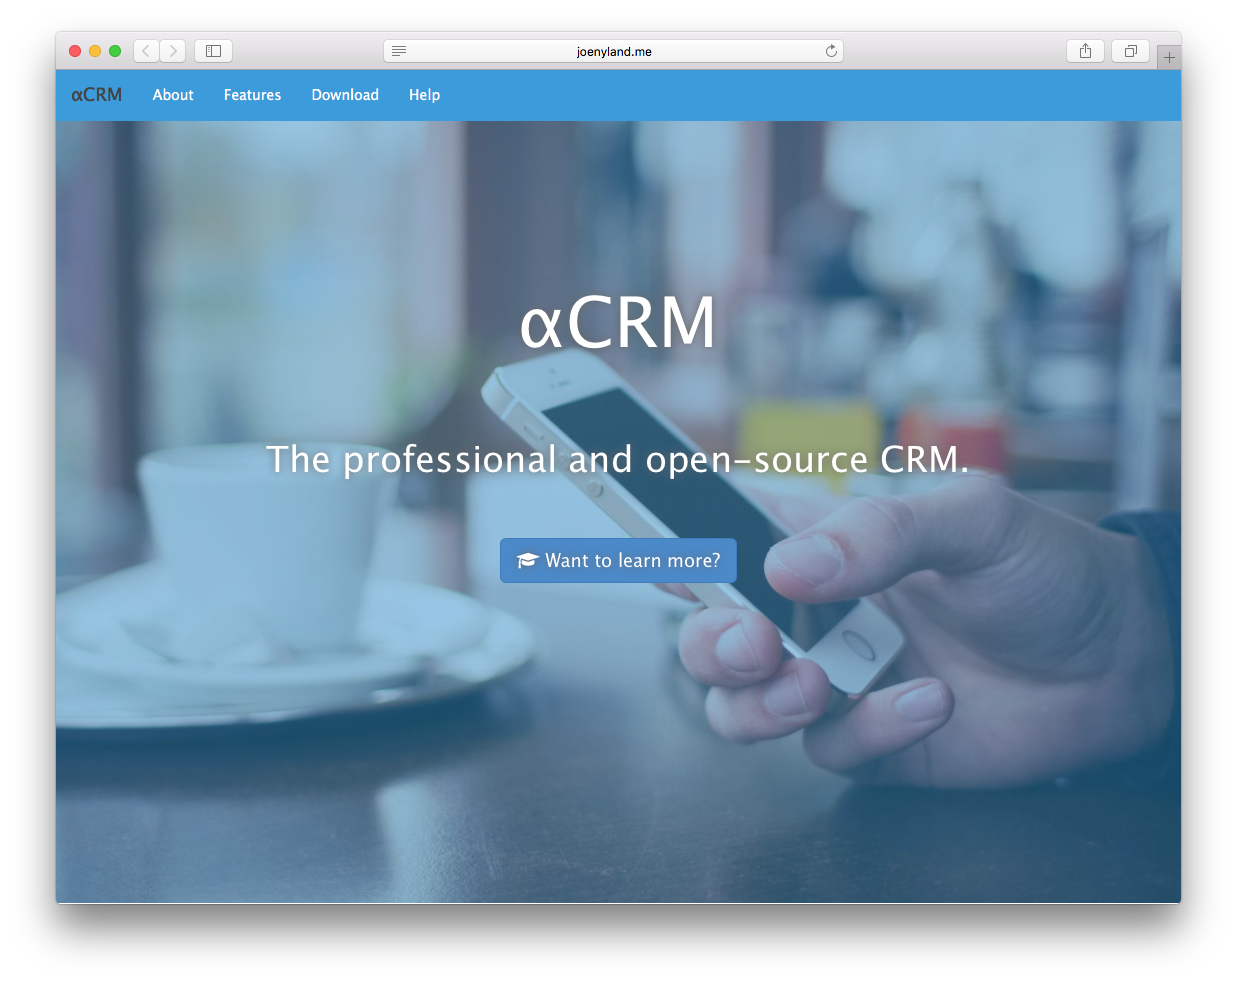 joenyland.me
αCRM About Features Download Help
αCRM
The professional and open-source CRM.
Want to learn more?